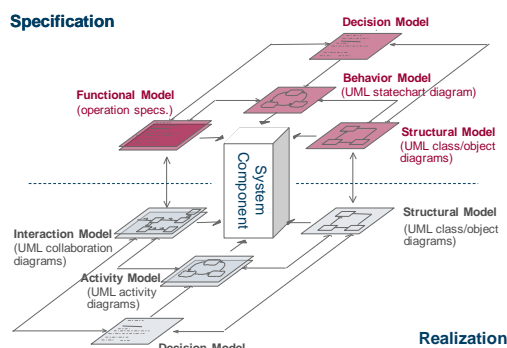 Specification
Decision Model
Behavior Model
(UML statechart diagram)
Functional Model
(operation specs.)
Structural Model
(UML class/object
diagrams)
System
Component
Interaction Model
(UML collaboration
diagrams)
Structural Model
(UML class/object
diagrams)
Activity Model
(UML activity
diagrams)
Realization
Decision Model